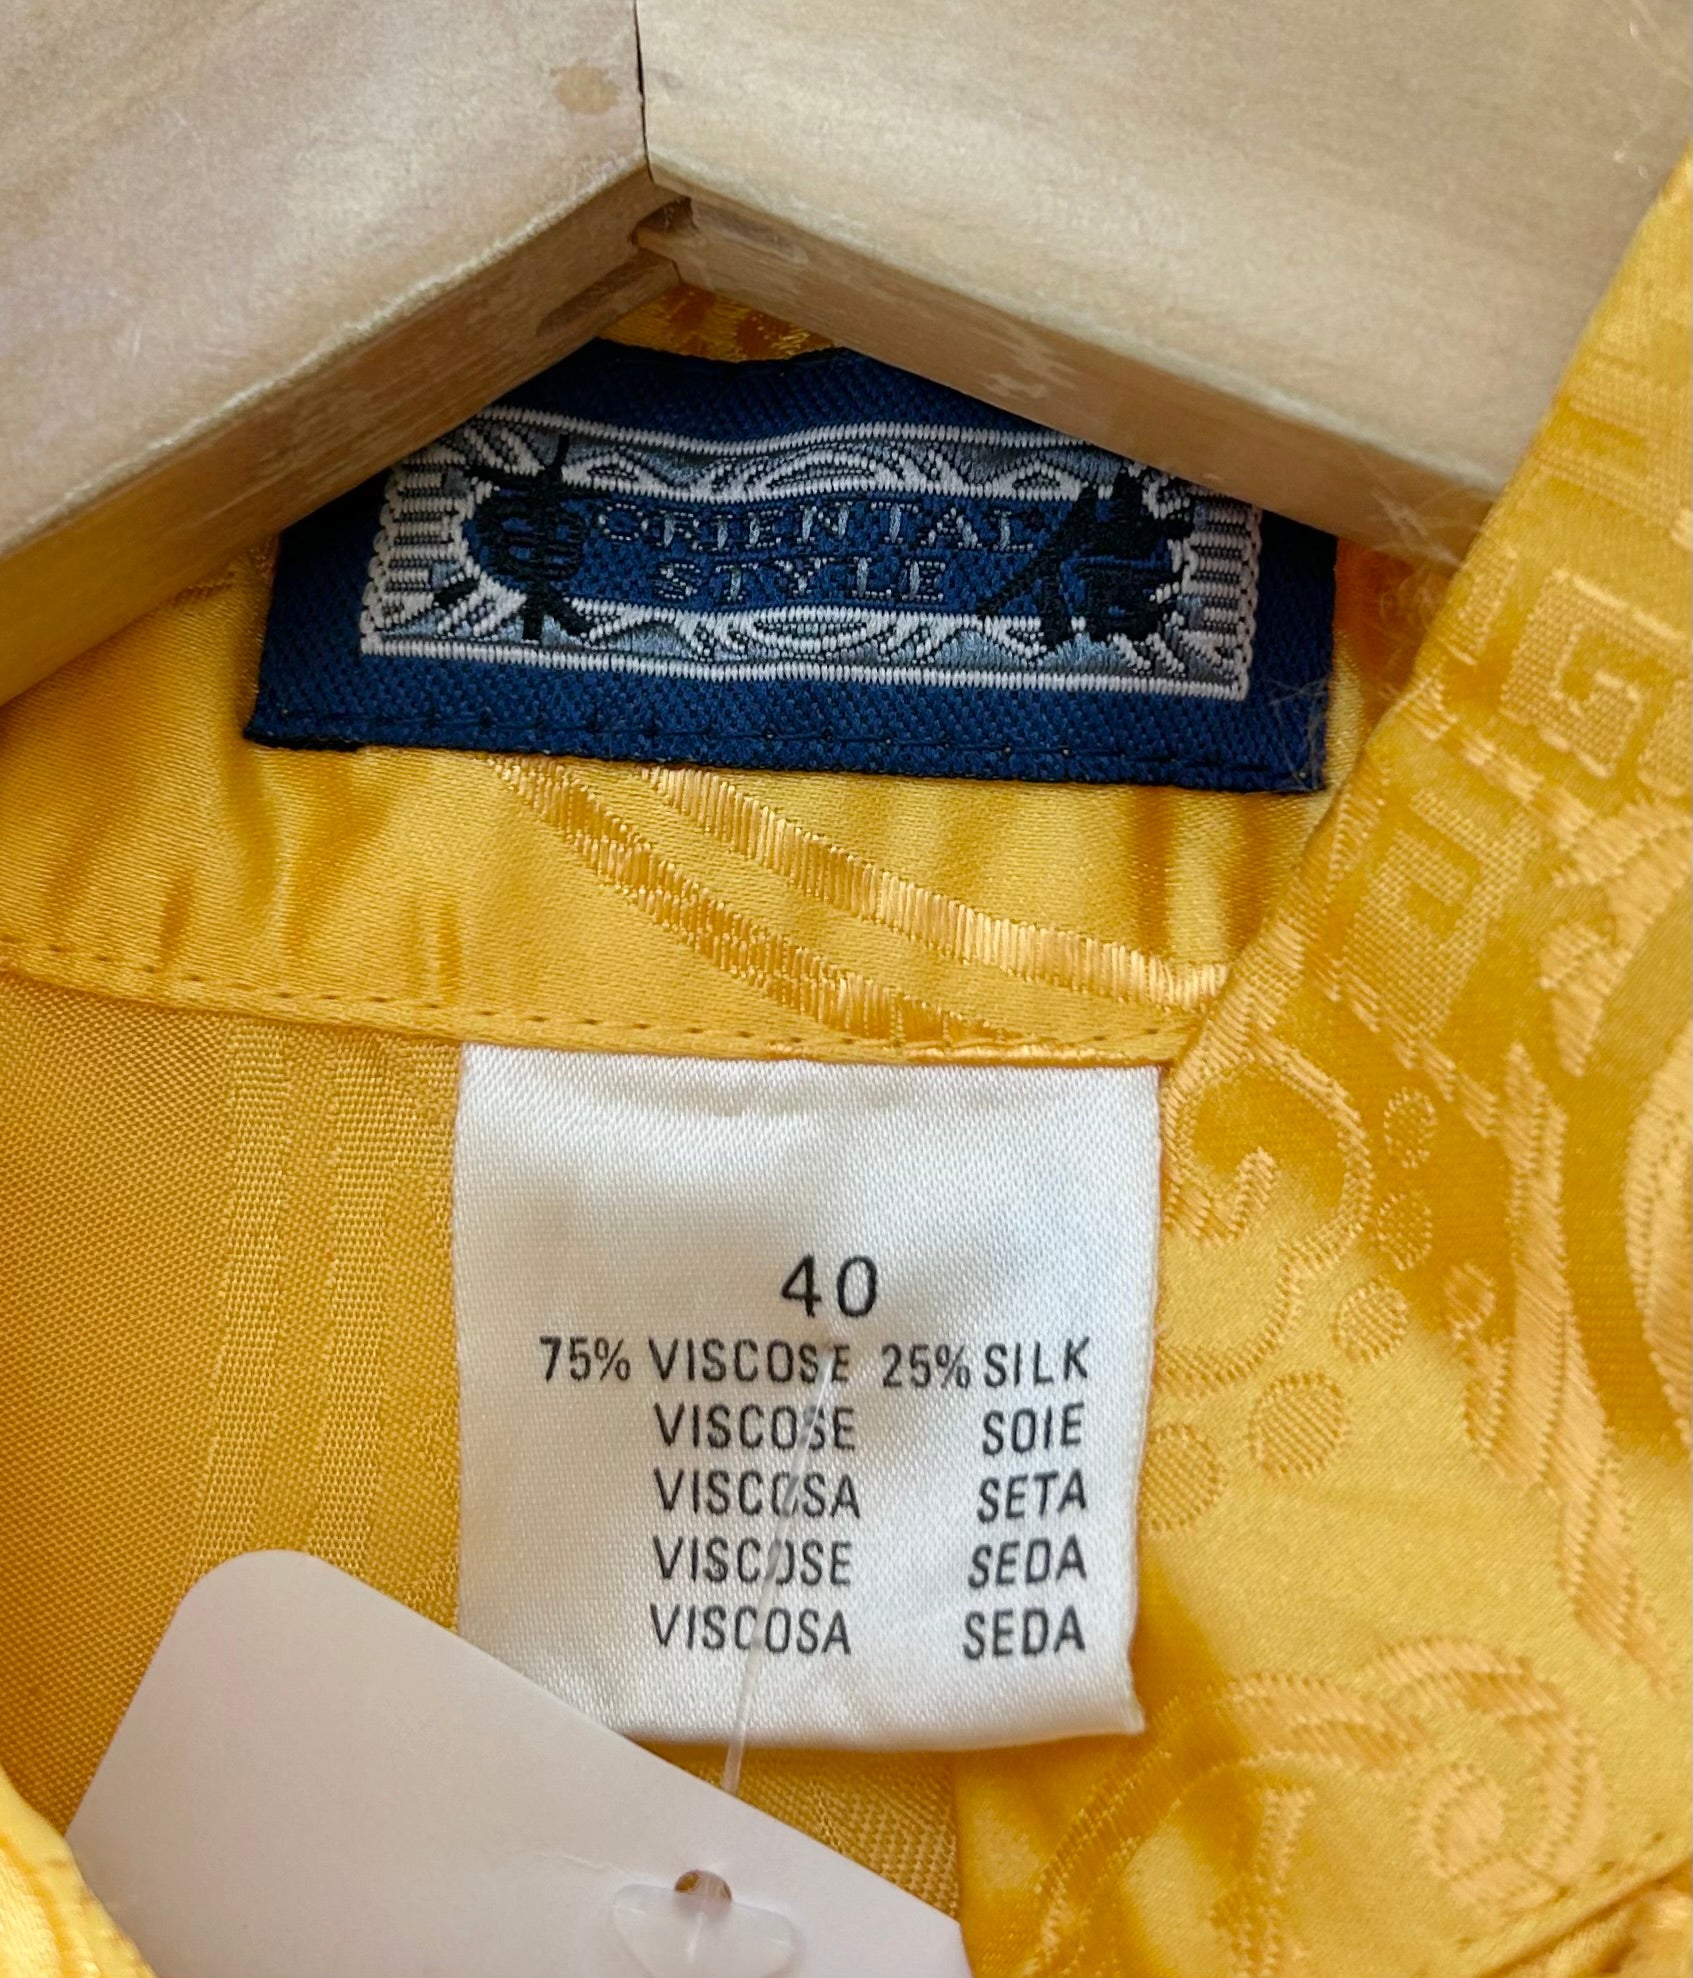 ORIENTAL
STYLE
40
75% VISCOSE 25% SILK
VISCOSE SOIE
VISCOSA SETA
VISCOSE SEDA
VISCOSA SEDA